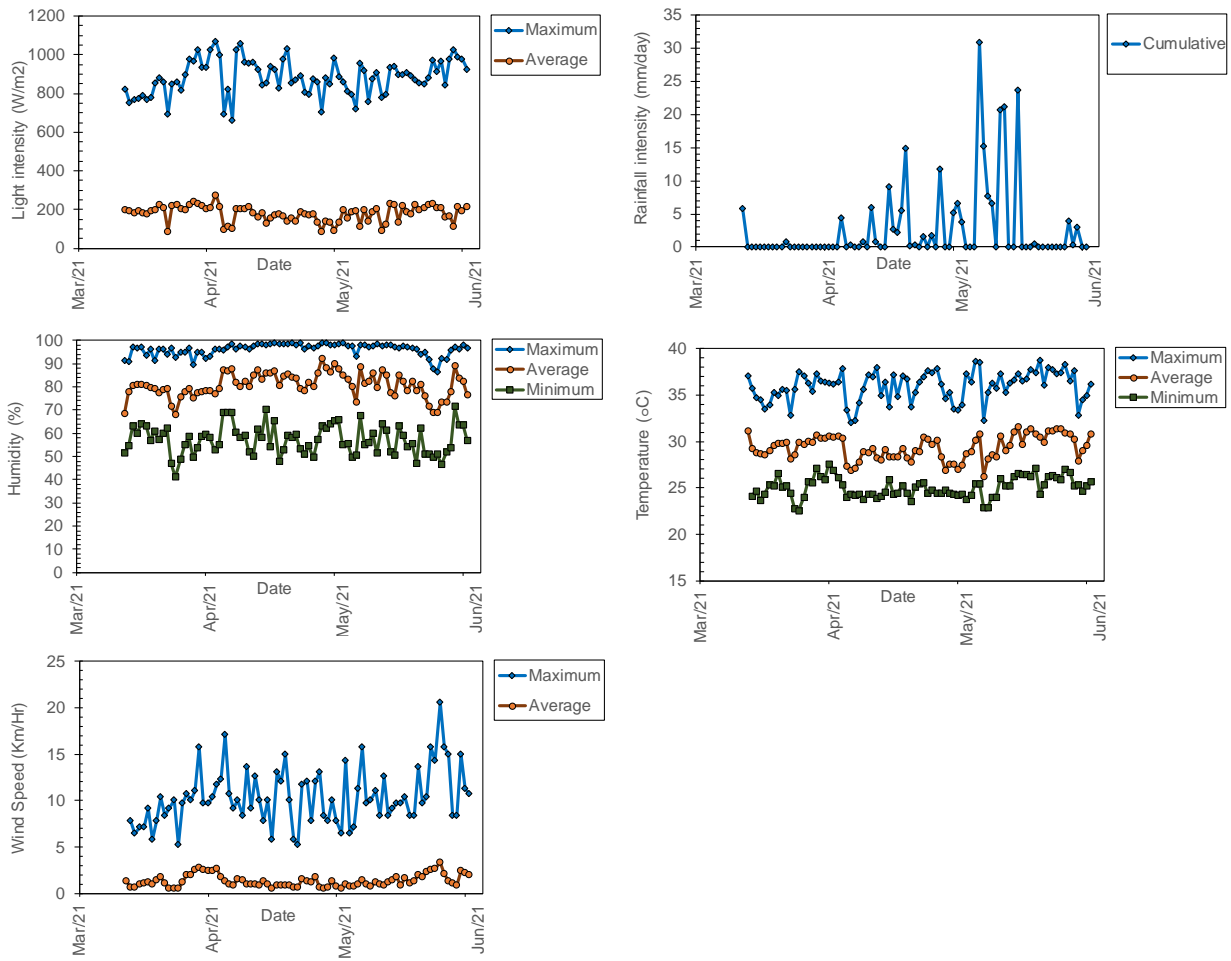 1200
1000
800
600
400
200
0
Light intensity (W/m2)
Mar/21
Apr/21
May/21
Jun/21
Date
Maximum
Average
35
30
25
20
15
10
5
0
Rainfall intensity (mm/day)
Mar/21
Apr/21
May/21
Jun/21
Date
Cumulative
100
90
80
70
60
50
40
30
20
10
0
Humidity (%)
Mar/21
Apr/21
May/21
Jun/21
Date
Maximum
Average
Minimum
40
35
30
25
20
15
Temperature (oC)
Mar/21
Apr/21
May/21
Jun/21
Date
Maximum
Average
Minimum
25
20
15
10
5
0
Wind Speed (Km/Hr)
Mar/21
Apr/21
May/21
Jun/21
Date
Maximum
Average